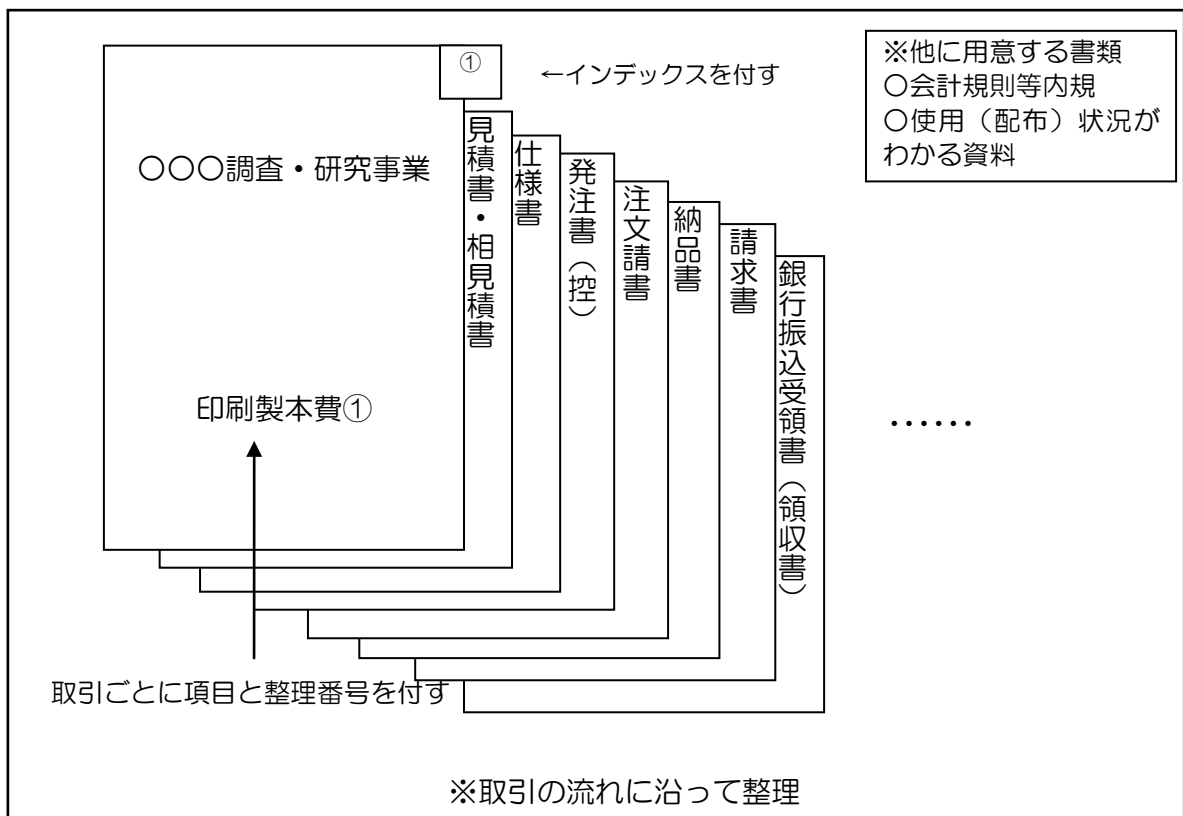 ①
←インデックスを付す
※他に用意する書類
○会計規則等内規
○使用（配布）状況が
わかる資料
○○○調査・研究事業
印刷製本費①
見積書・相見積書
仕様書
発注書（控）
注文請書
納品書
請求書
銀行振込受領書（領収書）
……
取引ごとに項目と整理番号を付す
※取引の流れに沿って整理